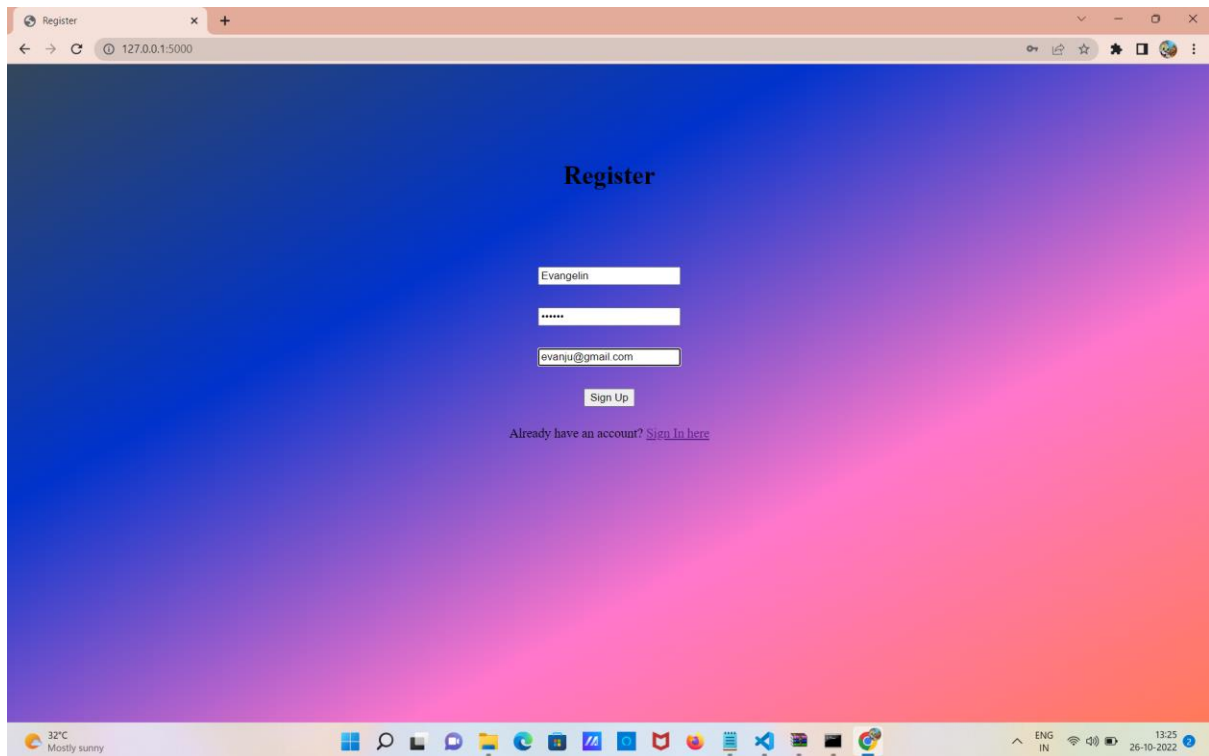 Register
127.0.0.1:5000
Register
Evangelin
••••••
evanju@gmail.com
Sign Up
Already have an account? Sign In here
32°C
Mostly sunny
ENG
IN
13:25
26-10-2022
2